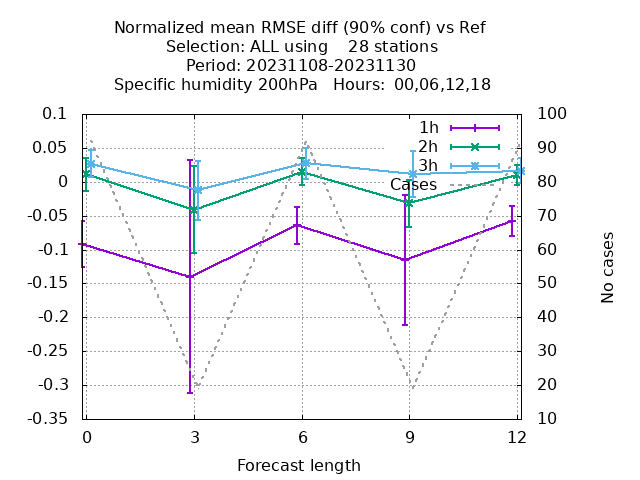 Normalized mean RMSE diff (90% conf) vs Ref
Selection: ALL using    28 stations
Period: 20231108-20231130
Specific humidity 200hPa   Hours:  00,06,12,18
0.1
0.05
0
-0.05
-0.1
-0.15
-0.2
-0.25
-0.3
-0.35
1h
2h
3h
Cases
100
90
80
70
60
50
40
30
20
10
No cases
0 3 6 9 12
Forecast length